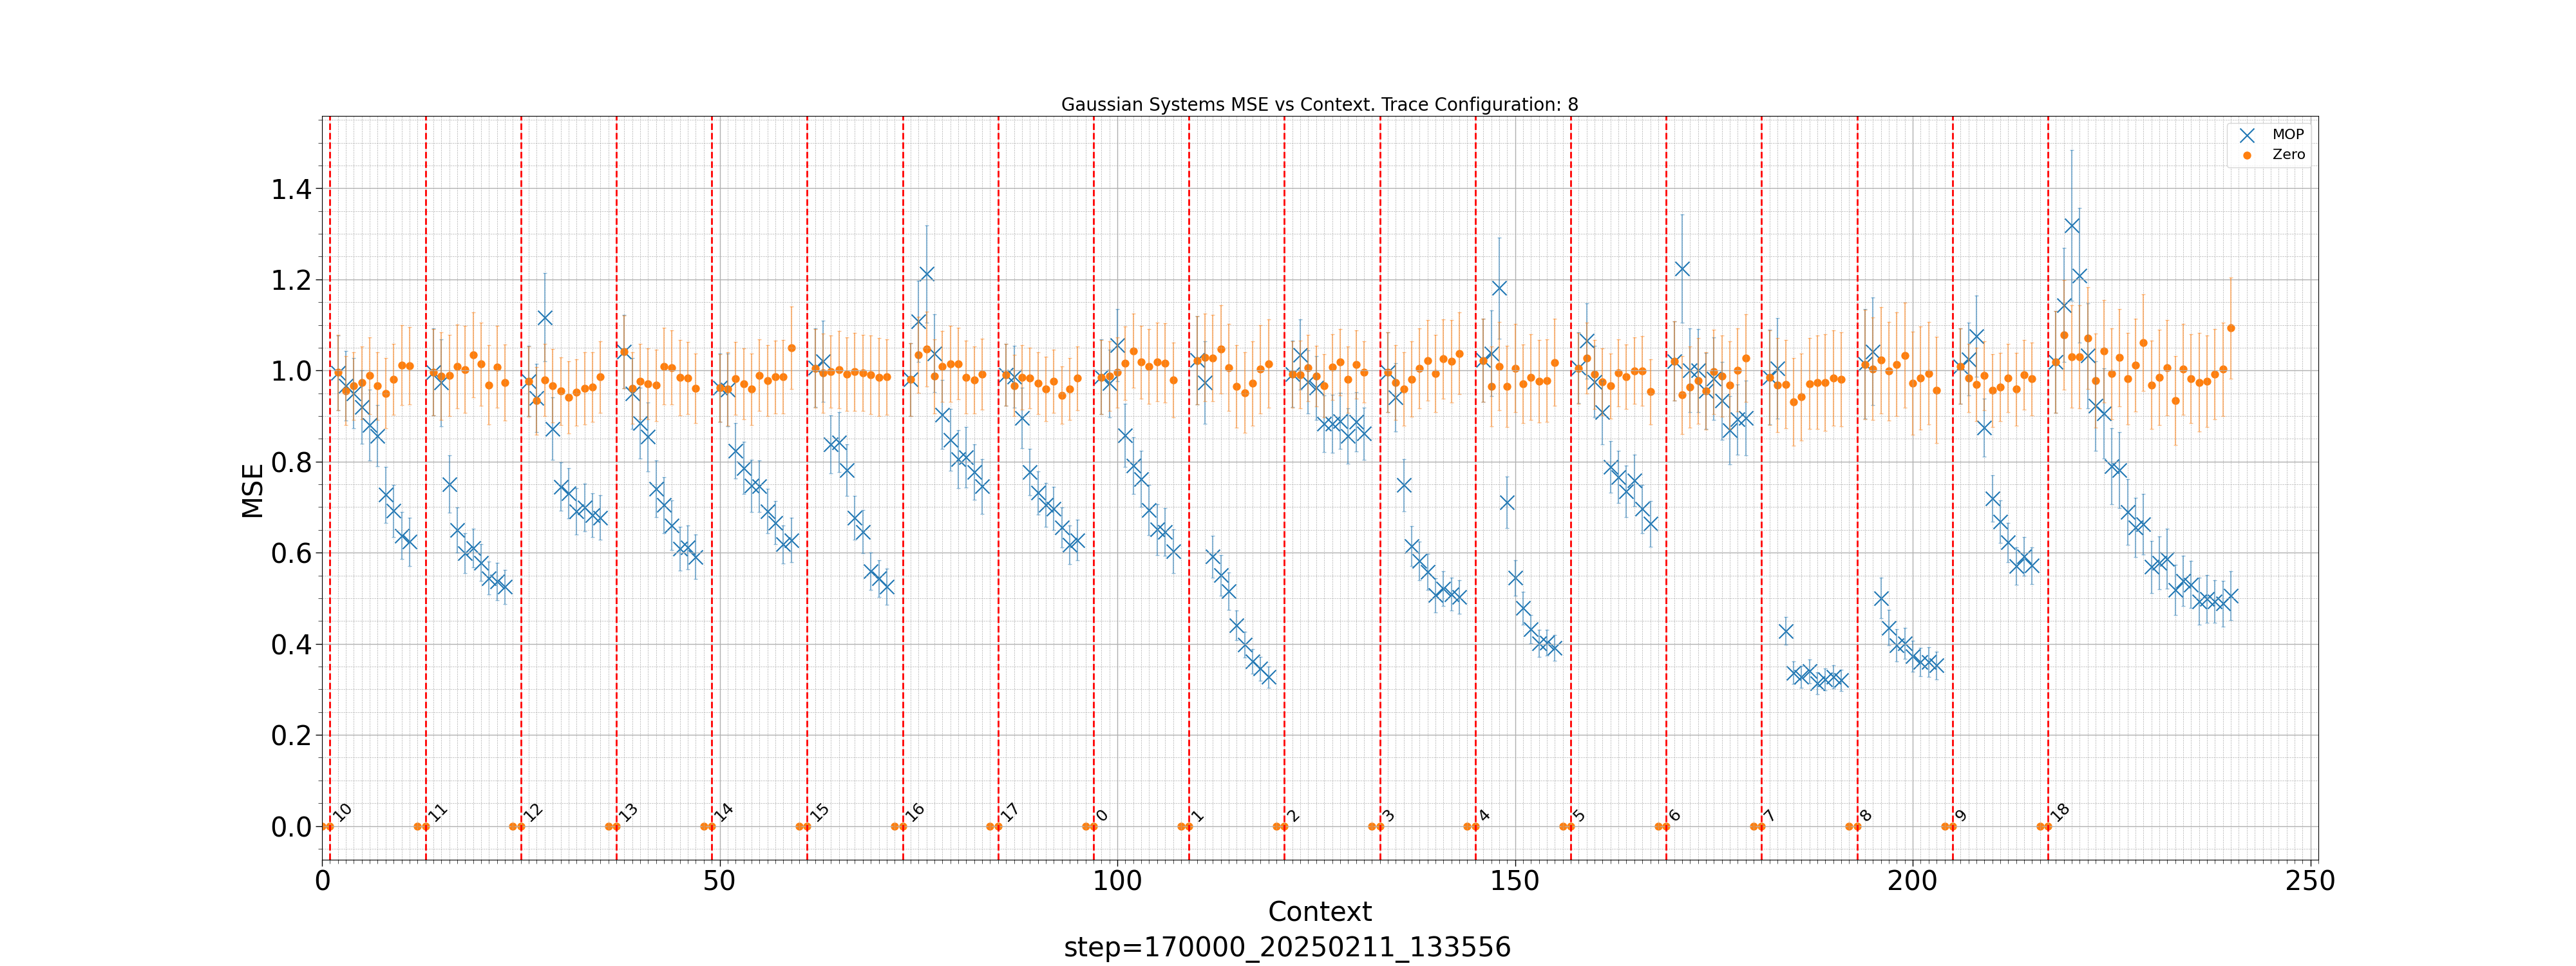 Gaussian Systems MSE vs Context. Trace Configuration: 8
MOP
Zero
MSE
1.4
1.2
1.0
0.8
0.6
0.4
0.2
0.0
10 11 12 13 14 15 16 17 0 1 2 3 4 5 6 7 8 9 18
0 50 100 150 200 250
Context
step=170000_20250211_133556